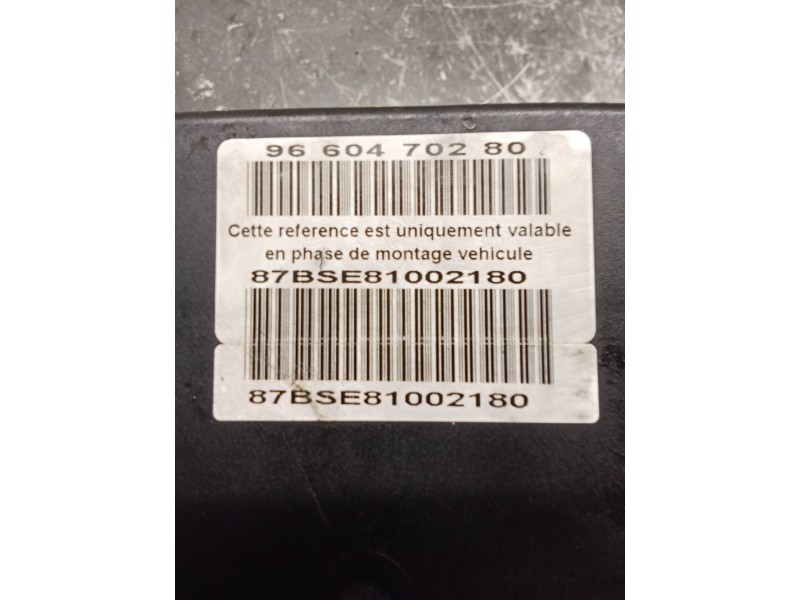 96 604 702 80
Cette reference est uniquement valable
en phase de montage vehicule
87BSE81002180
87BSE81002180